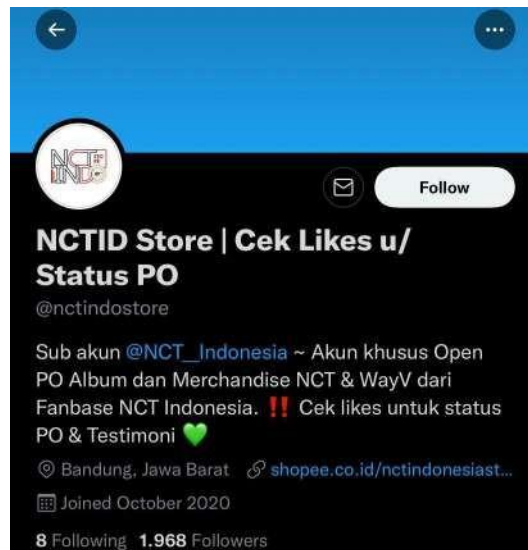 NCT
INDO
Follow
NCTID Store | Cek Likes u/
Status PO
@nctindostore
Sub akun @NCT__Indonesia ~ Akun khusus Open
PO Album dan Merchandise NCT & WayV dari
Fanbase NCT Indonesia. ‼️ Cek likes untuk status
PO & Testimoni 💚
Bandung, Jawa Barat shopee.co.id/nctindonesiast...
Joined October 2020
8 Following 1.968 Followers